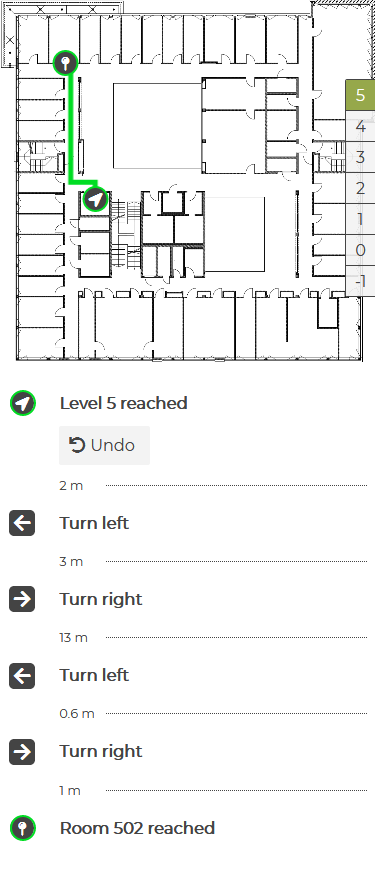 5
4
3
2
1
0
-1
Level 5 reached
Undo
2 m
Turn left
3 m
Turn right
13 m
Turn left
0.6 m
Turn right
1 m
Room 502 reached